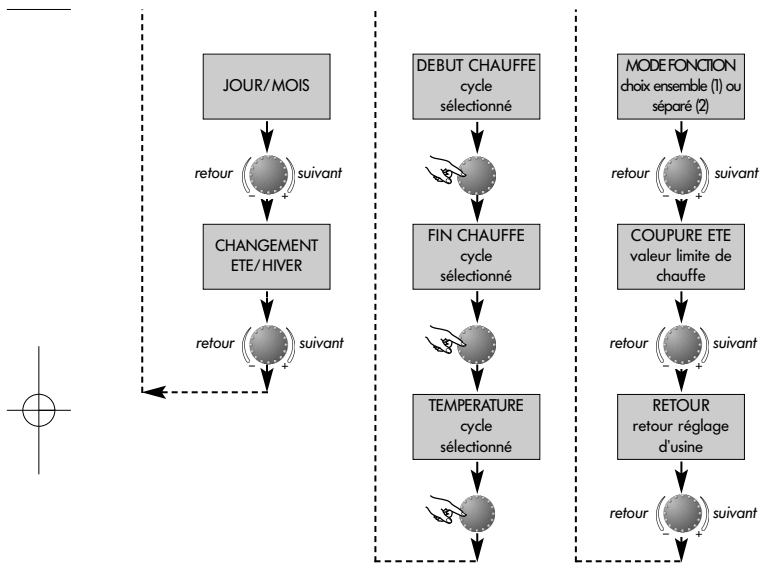 JOUR/MOIS
retour
suivant
– +
CHANGEMENT
ETE/HIVER
retour
suivant
– +
DEBUT CHAUFFE
cycle
sélectionné
FIN CHAUFFE
cycle
sélectionné
TEMPERATURE
cycle
sélectionné
MODE FONCTION
choix ensemble (1) ou
séparé (2)
retour
suivant
– +
COUPURE ETE
valeur limite de
chauffe
retour
suivant
– +
RETOUR
retour réglage
d'usine
retour
suivant
– +